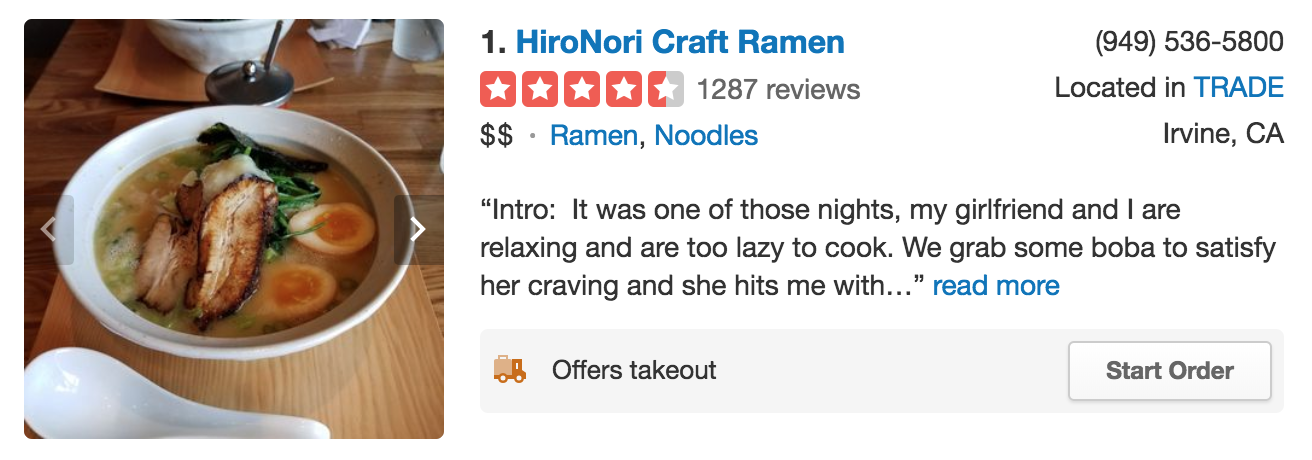 1. HiroNori Craft Ramen
1287 reviews
$$ · Ramen, Noodles
(949) 536-5800
Located in TRADE
Irvine, CA
“Intro:  It was one of those nights, my girlfriend and I are
relaxing and are too lazy to cook. We grab some boba to satisfy
her craving and she hits me with…” read more
Offers takeout
Start Order